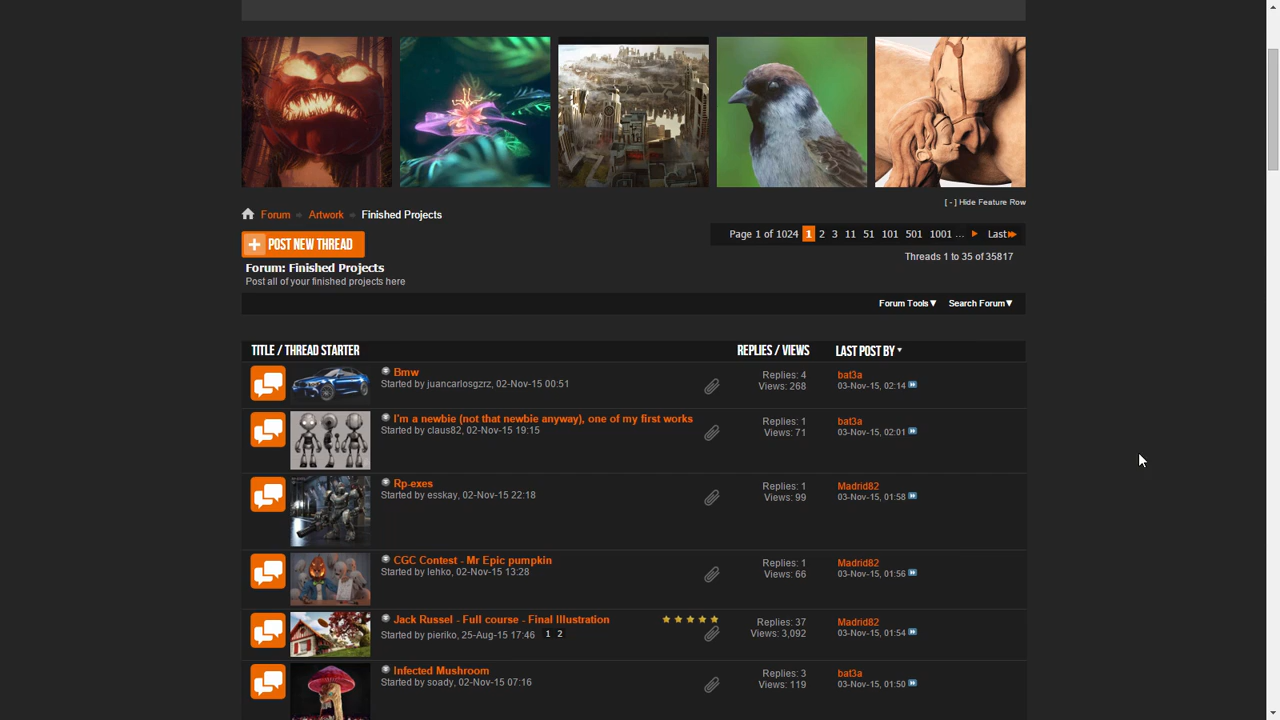 [ - ] Hide Feature Row
Forum Artwork Finished Projects
POST NEW THREAD
Page 1 of 1024 1 2 3 11 51 101 501 1001 ... Last
Forum: Finished Projects
Threads 1 to 35 of 35817
Post all of your finished projects here
Forum Tools Search Forum
TITLE / THREAD STARTER REPLIES / VIEWS LAST POST BY
Bmw
Started by juancarlosgzrz, 02-Nov-15 00:51
Replies: 4
Views: 268
bat3a
03-Nov-15, 02:14
I'm a newbie (not that newbie anyway), one of my first works
Started by claus82, 02-Nov-15 19:15
Replies: 1
Views: 71
bat3a
03-Nov-15, 02:01
Rp-exes
Started by esskay, 02-Nov-15 22:18
Replies: 1
Views: 99
Madrid82
03-Nov-15, 01:58
CGC Contest - Mr Epic pumpkin
Started by lehko, 02-Nov-15 13:28
Replies: 1
Views: 66
Madrid82
03-Nov-15, 01:56
Jack Russel - Full course - Final Illustration
Started by pieriko, 25-Aug-15 17:46 1 2
Replies: 37
Views: 3,092
Madrid82
03-Nov-15, 01:54
Infected Mushroom
Started by soady, 02-Nov-15 07:16
Replies: 3
Views: 119
bat3a
03-Nov-15, 01:50